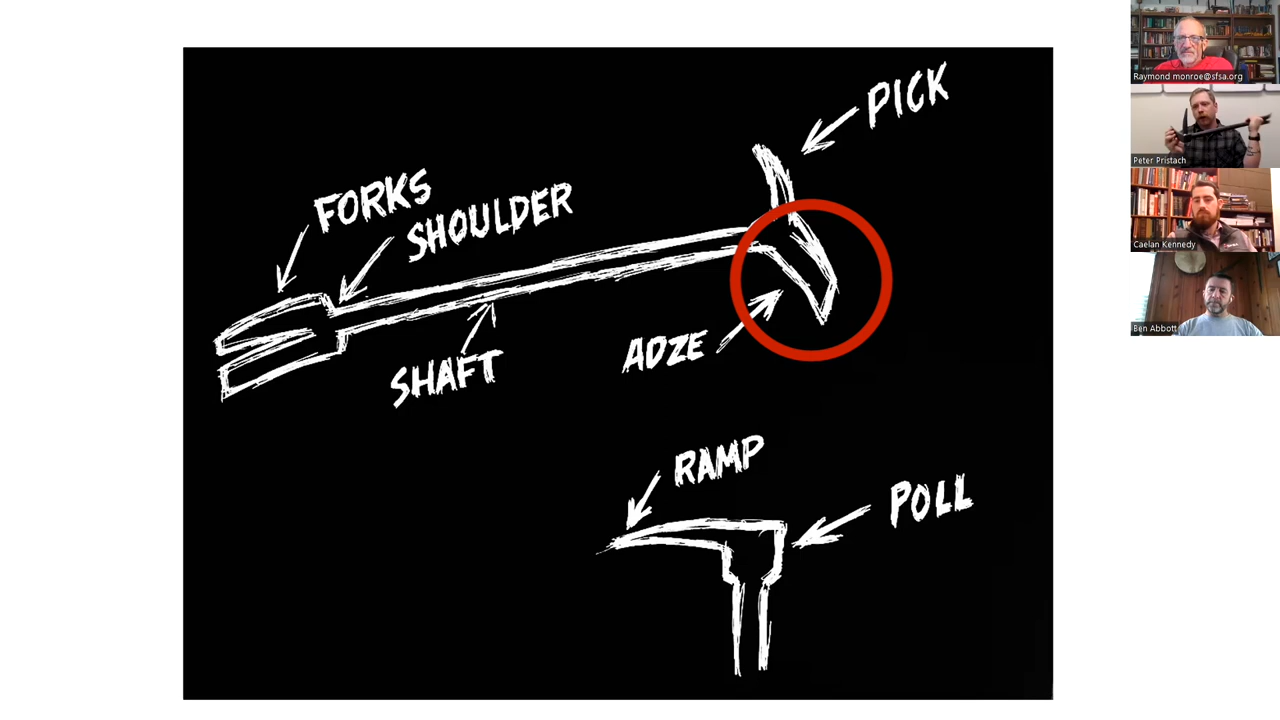 PICK
FORKS
SHOULDER
ADZE
SHAFT
RAMP
POLL
Raymond monroe@sfsa.org
Peter Pristach
Caelan Kennedy
Ben Abbott